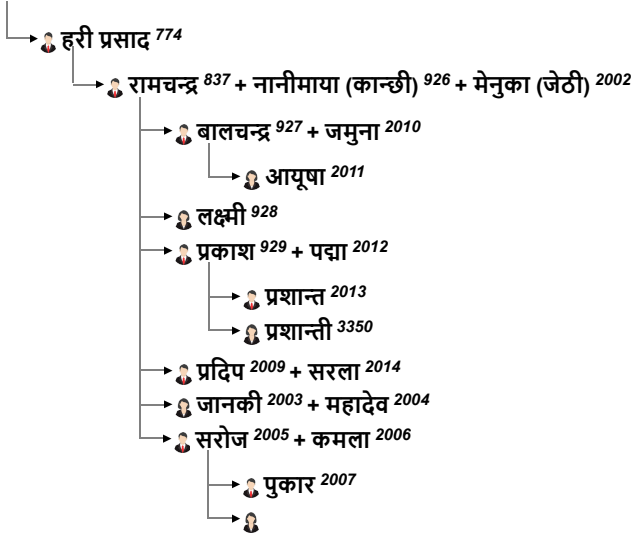 हरी प्रसाद 774
रामचन्द्र 837 + नानीमाया (कान्छी) 926 + मेनुका (जेठी) 2002
बालचन्द्र 927 + जमुना 2010
आयूषा 2011
लक्ष्मी 928
प्रकाश 929 + पद्मा 2012
प्रशान्त 2013
प्रशान्ती 3350
प्रदिप 2009 + सरला 2014
जानकी 2003 + महादेव 2004
सरोज 2005 + कमला 2006
पुकार 2007